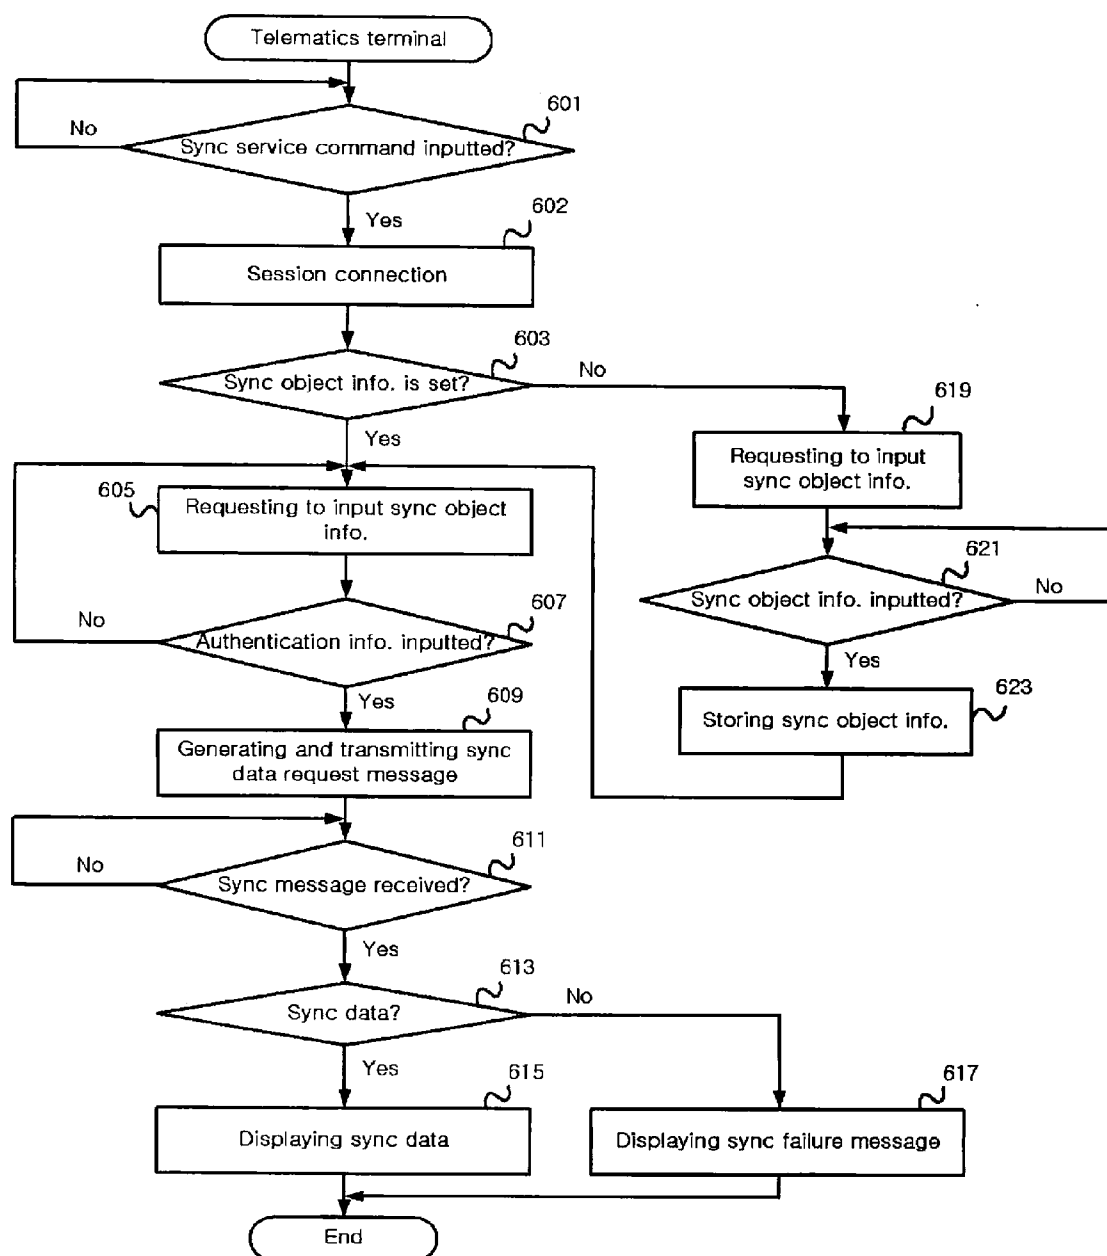 Telematics terminal
601
No
Sync service command inputted?
Yes
602
Session connection
603
Sync object info. is set?
No
619
Yes
Requesting to input
sync object info.
605
Requesting to input sync object
info.
621
Sync object info. inputted?
No
607
No
Authentication info. inputted?
Yes
Yes
609
623
Storing sync object info.
Generating and transmitting sync
data request message
611
No
Sync message received?
Yes
613
No
Sync data?
Yes
615
617
Displaying sync data
Displaying sync failure message
End